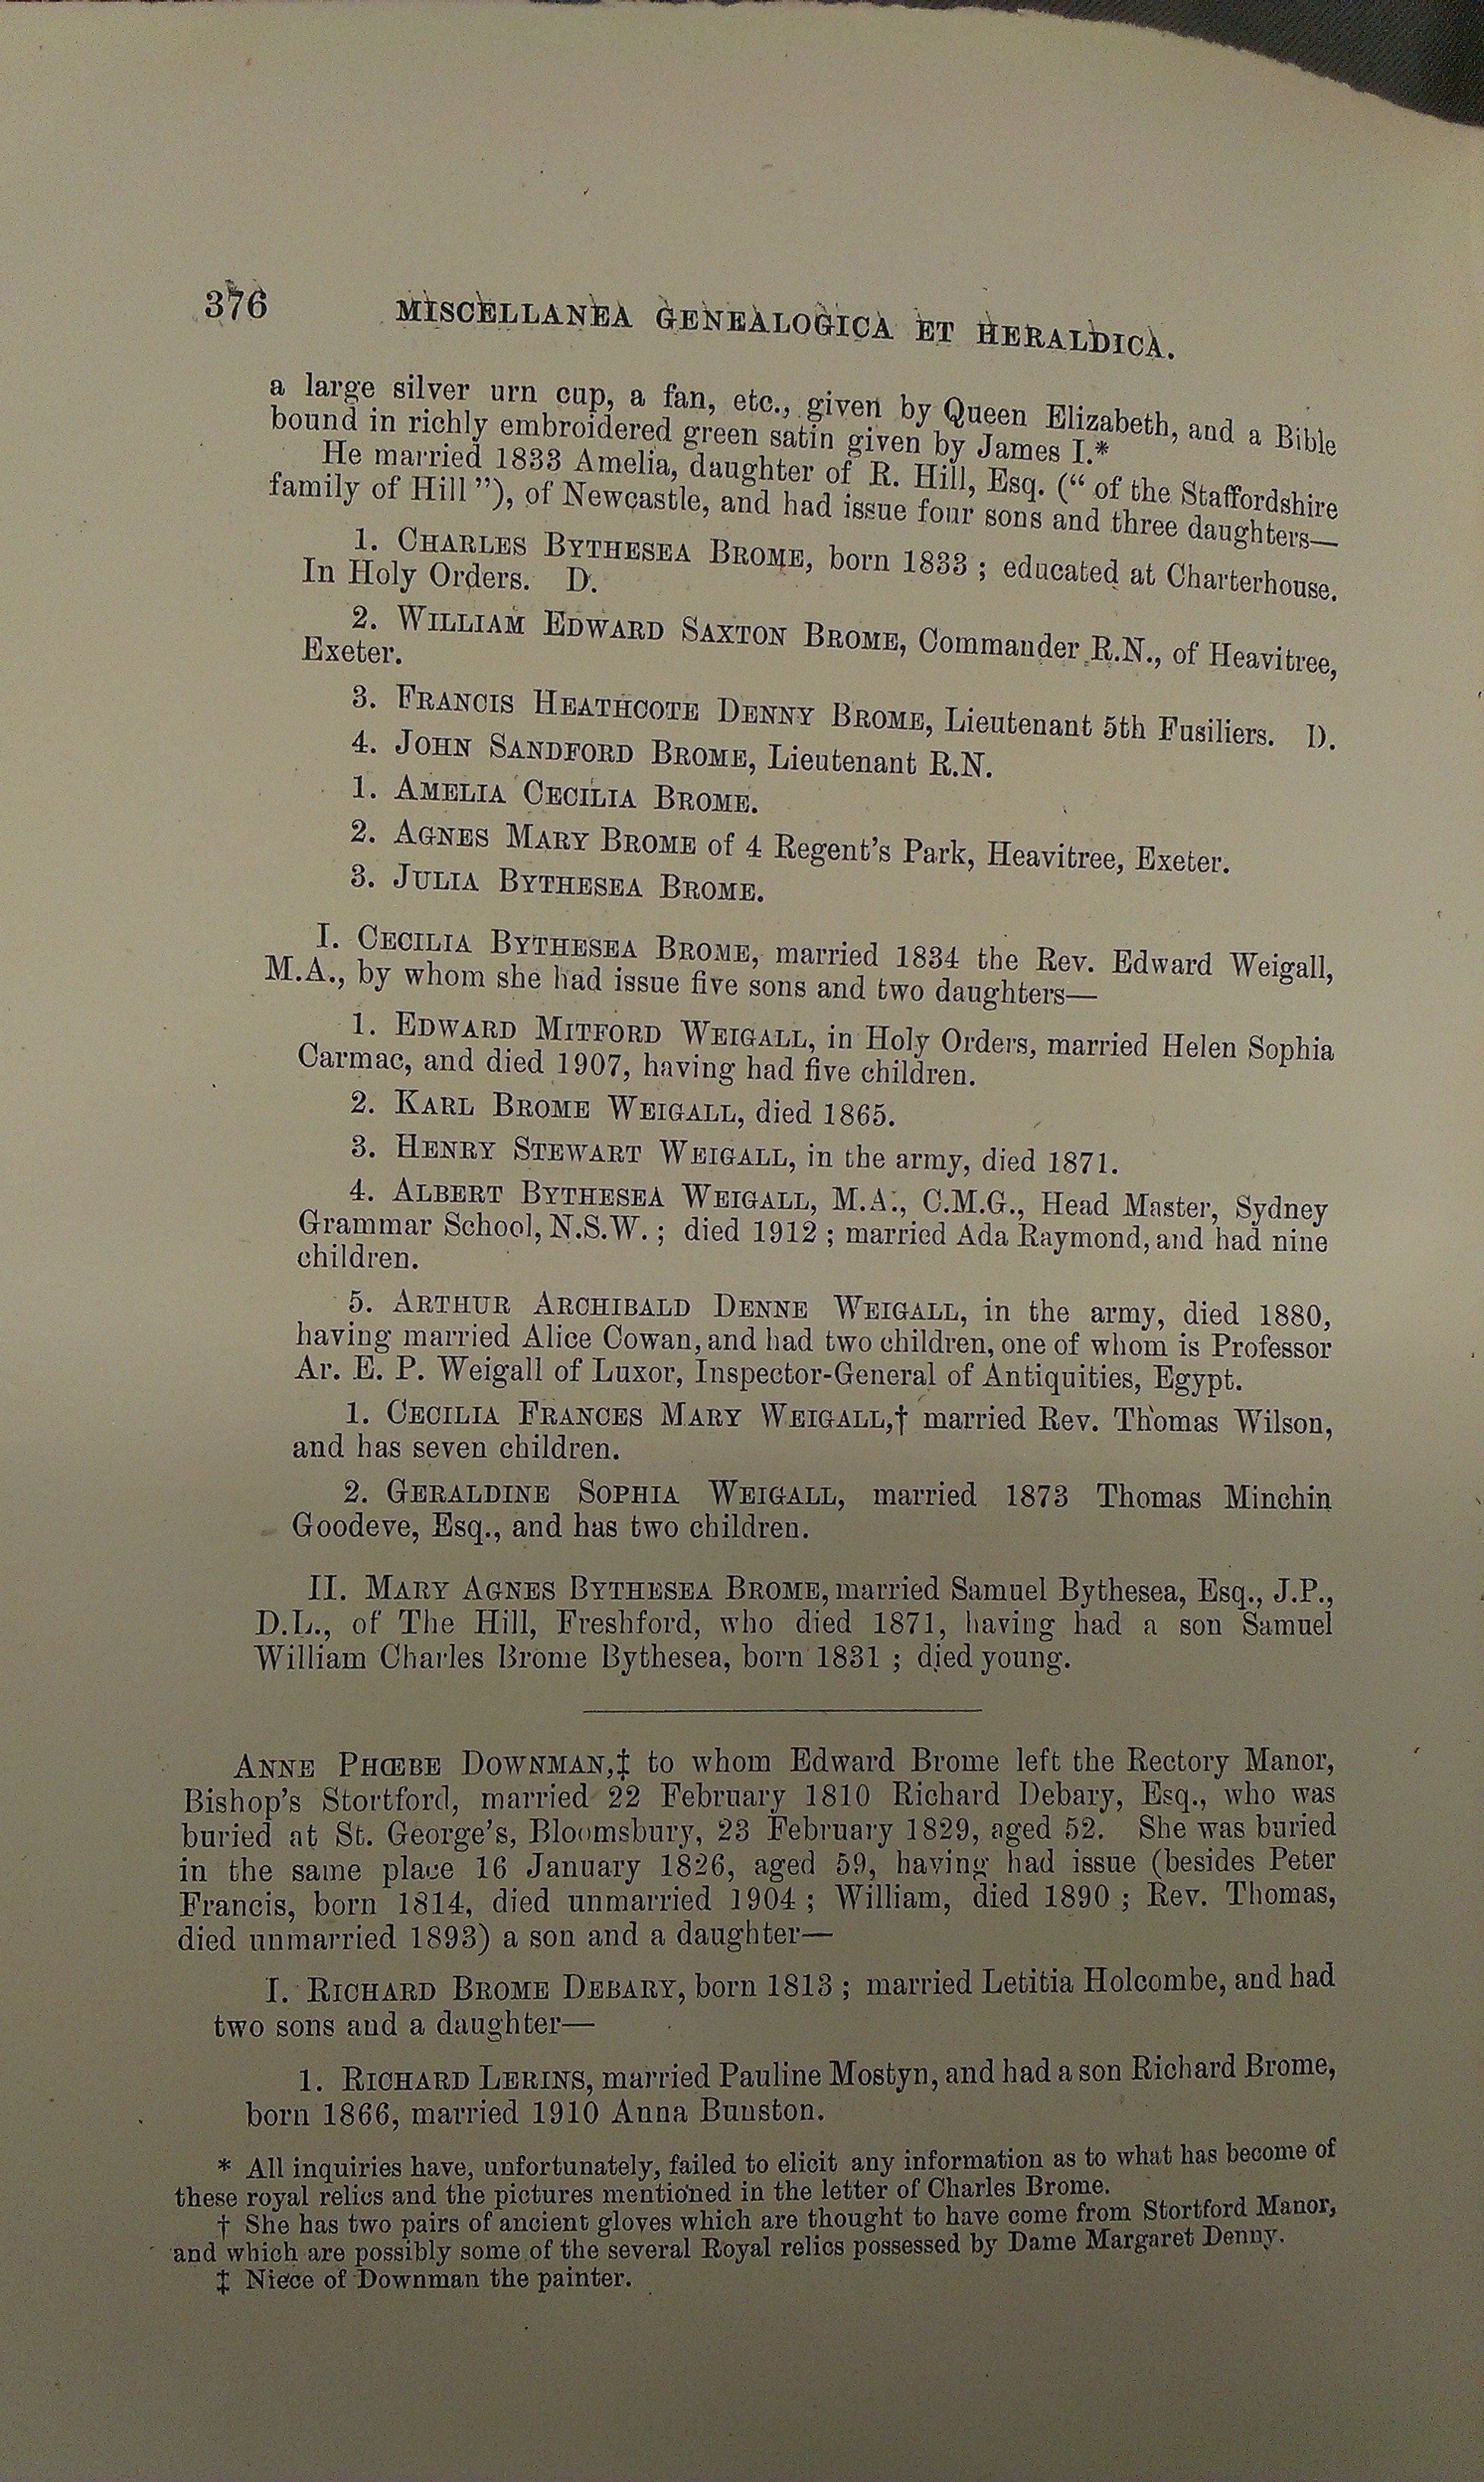 376 MISCELLANEA GENEALOGICA ET HERALDICA.
a large silver urn cup, a fan, etc., given by Queen Elizabeth, and a Bible
bound in richly embroidered green satin given by James I.*
He married 1833 Amelia, daughter of R. Hill, Esq. (“ of the Staffordshire
family of Hill ”), of Newcastle, and had issue four sons and three daughters—
1. CHARLES BYTHESEA BROME, born 1833 ; educated at Charterhouse.
In Holy Orders. D.
2. WILLIAM EDWARD SAXTON BROME, Commander R.N., of Heavitree,
Exeter.
3. FRANCIS HEATHCOTE DENNY BROME, Lieutenant 5th Fusiliers. D.
4. JOHN SANDFORD BROME, Lieutenant R.N.
1. AMELIA CECILIA BROME.
2. AGNES MARY BROME of 4 Regent’s Park, Heavitree, Exeter.
3. JULIA BYTHESEA BROME.
I. CECILIA BYTHESEA BROME, married 1834 the Rev. Edward Weigall,
M.A., by whom she had issue five sons and two daughters—
1. EDWARD MITFORD WEIGALL, in Holy Orders, married Helen Sophia
Carmac, and died 1907, having had five children.
2. KARL BROME WEIGALL, died 1865.
3. HENRY STEWART WEIGALL, in the army, died 1871.
4. ALBERT BYTHESEA WEIGALL, M.A., C.M.G., Head Master, Sydney
Grammar School, N.S.W. ; died 1912 ; married Ada Raymond, and had nine
children.
5. ARTHUR ARCHIBALD DENNE WEIGALL, in the army, died 1880,
having married Alice Cowan, and had two children, one of whom is Professor
Ar. E. P. Weigall of Luxor, Inspector-General of Antiquities, Egypt.
1. CECILIA FRANCES MARY WEIGALL,† married Rev. Thomas Wilson,
and has seven children.
2. GERALDINE SOPHIA WEIGALL, married 1873 Thomas Minchin
Goodeve, Esq., and has two children.
II. MARY AGNES BYTHESEA BROME, married Samuel Bythesea, Esq., J.P.,
D.L., of The Hill, Freshford, who died 1871, having had a son Samuel
William Charles Brome Bythesea, born 1831 ; died young.
ANNE PHŒBE DOWNMAN,‡ to whom Edward Brome left the Rectory Manor,
Bishop’s Stortford, married 22 February 1810 Richard Debary, Esq., who was
buried at St. George’s, Bloomsbury, 23 February 1829, aged 52. She was buried
in the same place 16 January 1826, aged 59, having had issue (besides Peter
Francis, born 1814, died unmarried 1904 ; William, died 1890 ; Rev. Thomas,
died unmarried 1893) a son and a daughter—
I. RICHARD BROME DEBARY, born 1813 ; married Letitia Holcombe, and had
two sons and a daughter—
1. RICHARD LERINS, married Pauline Mostyn, and had a son Richard Brome,
born 1866, married 1910 Anna Bunston.
* All inquiries have, unfortunately, failed to elicit any information as to what has become of
these royal relics and the pictures mentioned in the letter of Charles Brome.
† She has two pairs of ancient gloves which are thought to have come from Stortford Manor,
and which are possibly some of the several Royal relics possessed by Dame Margaret Denny.
‡ Niece of Downman the painter.